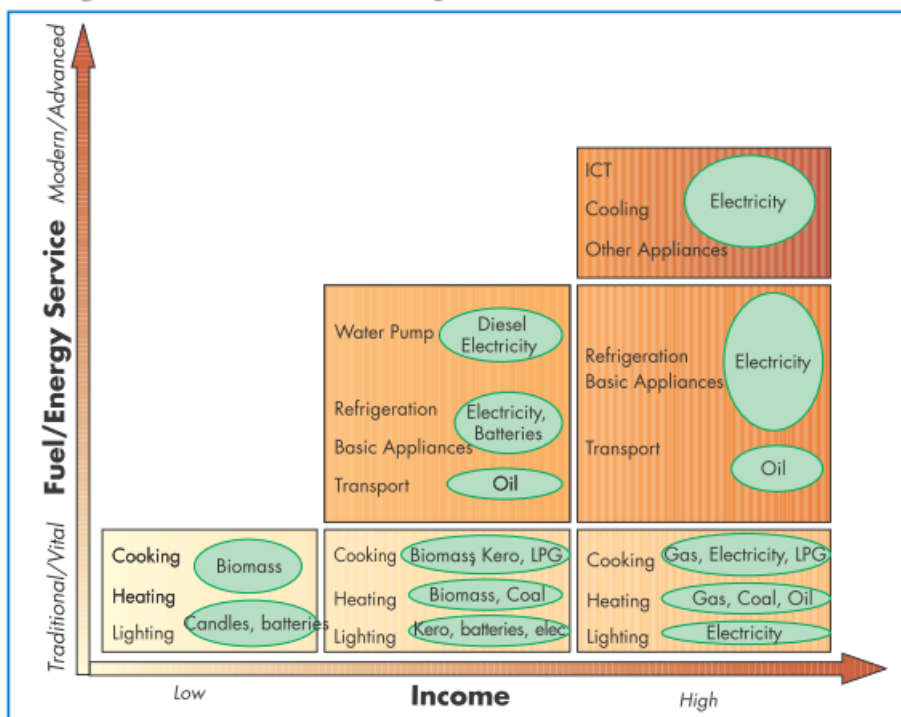 Modern/Advanced
Fuel/Energy Service
Traditional/Vital
ICT
Cooling
Other Appliances
Electricity
Water Pump
Diesel
Electricity
Refrigeration
Basic Appliances
Electricity,
Batteries
Transport
Oil
Refrigeration
Basic Appliances
Electricity
Transport
Oil
Cooking
Heating
Biomass
Lighting
Candles, batteries
Cooking
Biomass, Kero, LPG
Heating
Biomass, Coal
Lighting
Kero, batteries, elec
Cooking
Gas, Electricity, LPG
Heating
Gas, Coal, Oil
Lighting
Electricity
Low
Income
High